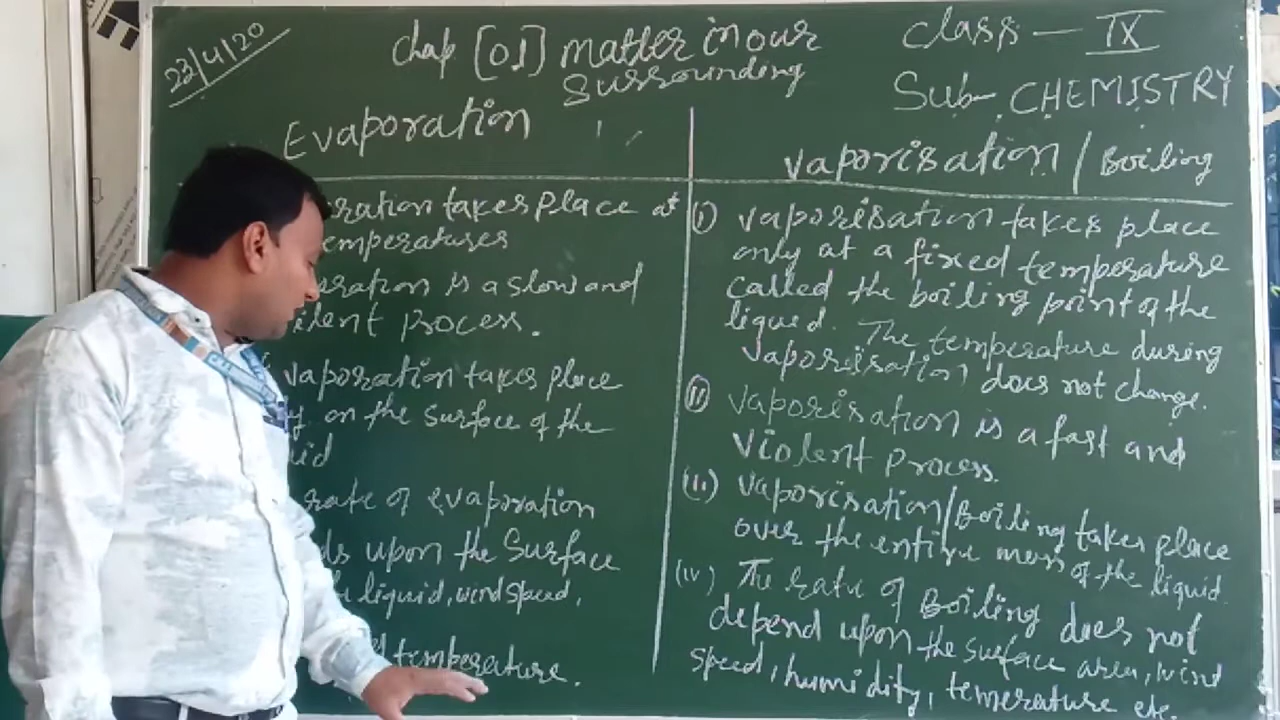 23/4/20
Chap [01] matter in our
Surrounding
Class - IX
Sub- CHEMISTRY
Evaporation
ration takes place at
emperatures
oration is a slow and
ilent process.
vaporation takes place
y on the surface of the
uid
rate of evaporation
ds upon the Surface
liquid, wind speed,
temperature.
Vaporisation / Boiling
i) Vaporisation takes place
only at a fixed temperature
called the boiling point of the
liquid. The temperature during
vaporisation does not change.
ii) Vaporisation is a fast and
Violent process.
(iii) Vaporisation/Boiling takes place
over the entire mass of the liquid.
(iv) The rate of Boiling does not
depend upon the surface area, wind
speed, humidity, temerature etc.